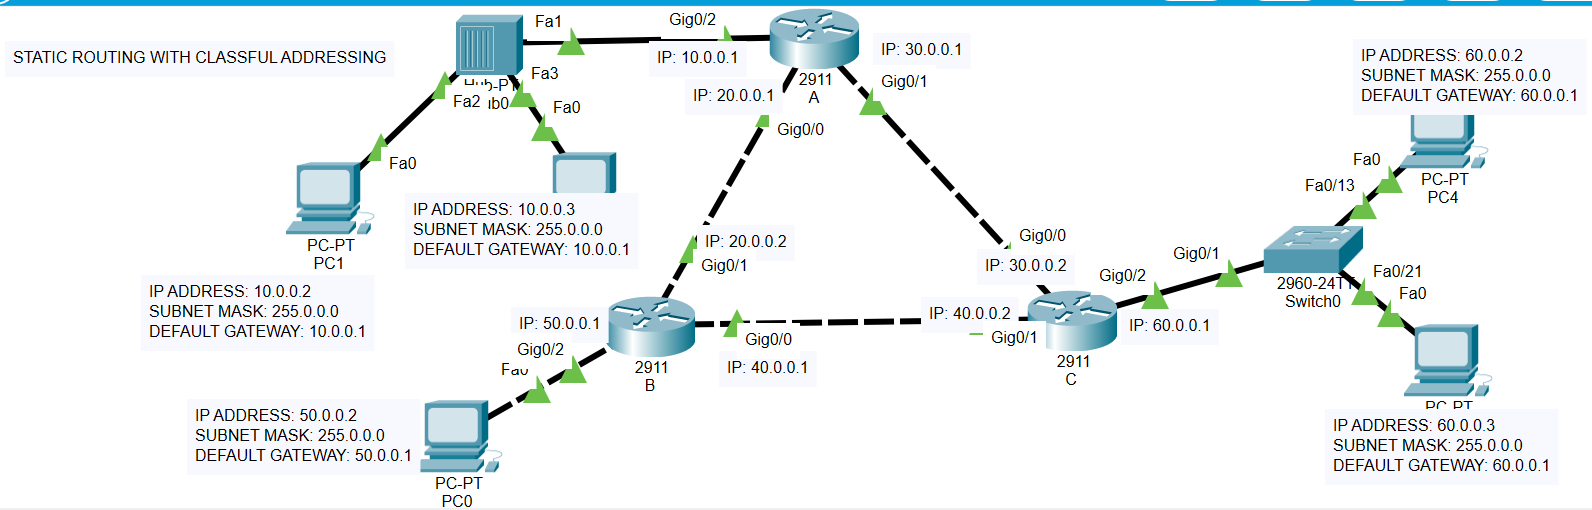 STATIC ROUTING WITH CLASSFUL ADDRESSING
Fa1
Gig0/2
IP: 10.0.0.1
IP: 30.0.0.1
2911
A
Gig0/1
IP: 20.0.0.1
Gig0/0
Fa3
Fa2
Fa0
Fa0
IP ADDRESS: 10.0.0.3
SUBNET MASK: 255.0.0.0
DEFAULT GATEWAY: 10.0.0.1
PC-PT
PC1
IP ADDRESS: 10.0.0.2
SUBNET MASK: 255.0.0.0
DEFAULT GATEWAY: 10.0.0.1
IP: 20.0.0.2
Gig0/1
IP: 50.0.0.1
Gig0/2
2911
B
Gig0/0
IP: 40.0.0.1
IP ADDRESS: 50.0.0.2
SUBNET MASK: 255.0.0.0
DEFAULT GATEWAY: 50.0.0.1
PC-PT
PC0
Gig0/0
IP: 30.0.0.2
IP: 40.0.0.2
Gig0/1
2911
C
Gig0/2
IP: 60.0.0.1
Gig0/1
2960-24TT
Switch0
Fa0/13
Fa0
IP ADDRESS: 60.0.0.2
SUBNET MASK: 255.0.0.0
DEFAULT GATEWAY: 60.0.0.1
PC-PT
PC4
Fa0/21
Fa0
PC-PT
IP ADDRESS: 60.0.0.3
SUBNET MASK: 255.0.0.0
DEFAULT GATEWAY: 60.0.0.1